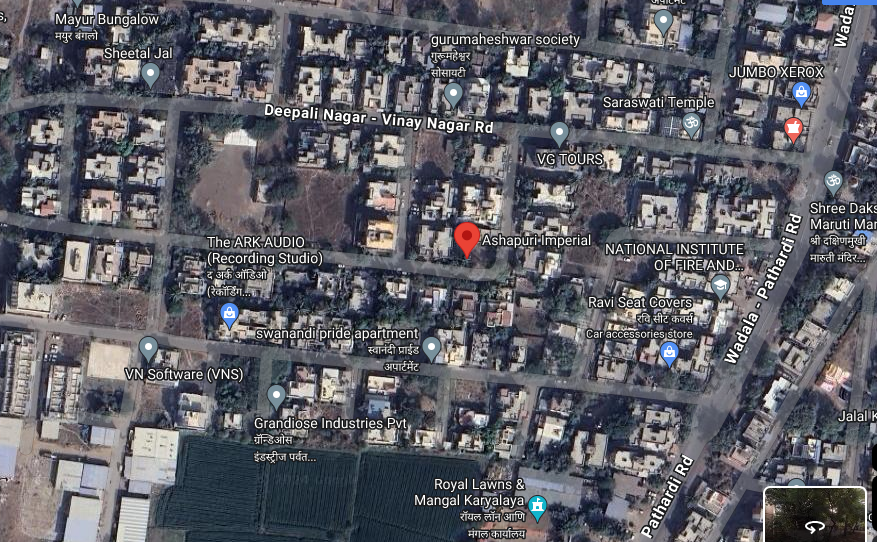 Mayur Bungalow
मयुर बंगलो
Sheetal Jal
gurumaheshwar society
गुरूमहेश्वर
सोसायटी
JUMBO XEROX
Saraswati Temple
Deepali Nagar - Vinay Nagar Rd
VG TOURS
Shree Daks
Maruti Man
श्री दक्षिणमुखी
मारुती मंदिर...
Ashapuri Imperial
The ARK AUDIO
(Recording Studio)
द अर्क ऑडिओ
(रेकॉर्डिंग...
NATIONAL INSTITUTE
OF FIRE AND...
Ravi Seat Covers
रवि सीट कवर्स
Car accessories store
Wadala - Pathardi Rd
swanandi pride apartment
स्वानंदी प्राईड
अपार्टमेंट
VN Software (VNS)
Grandiose Industries Pvt
ग्रॅन्डिओस
इंडस्ट्रीज पर्वत...
Jalal K
Royal Lawns &
Mangal Karyalaya
रॉयल लॉन आणि
मंगल कार्यालय
Pathardi Rd